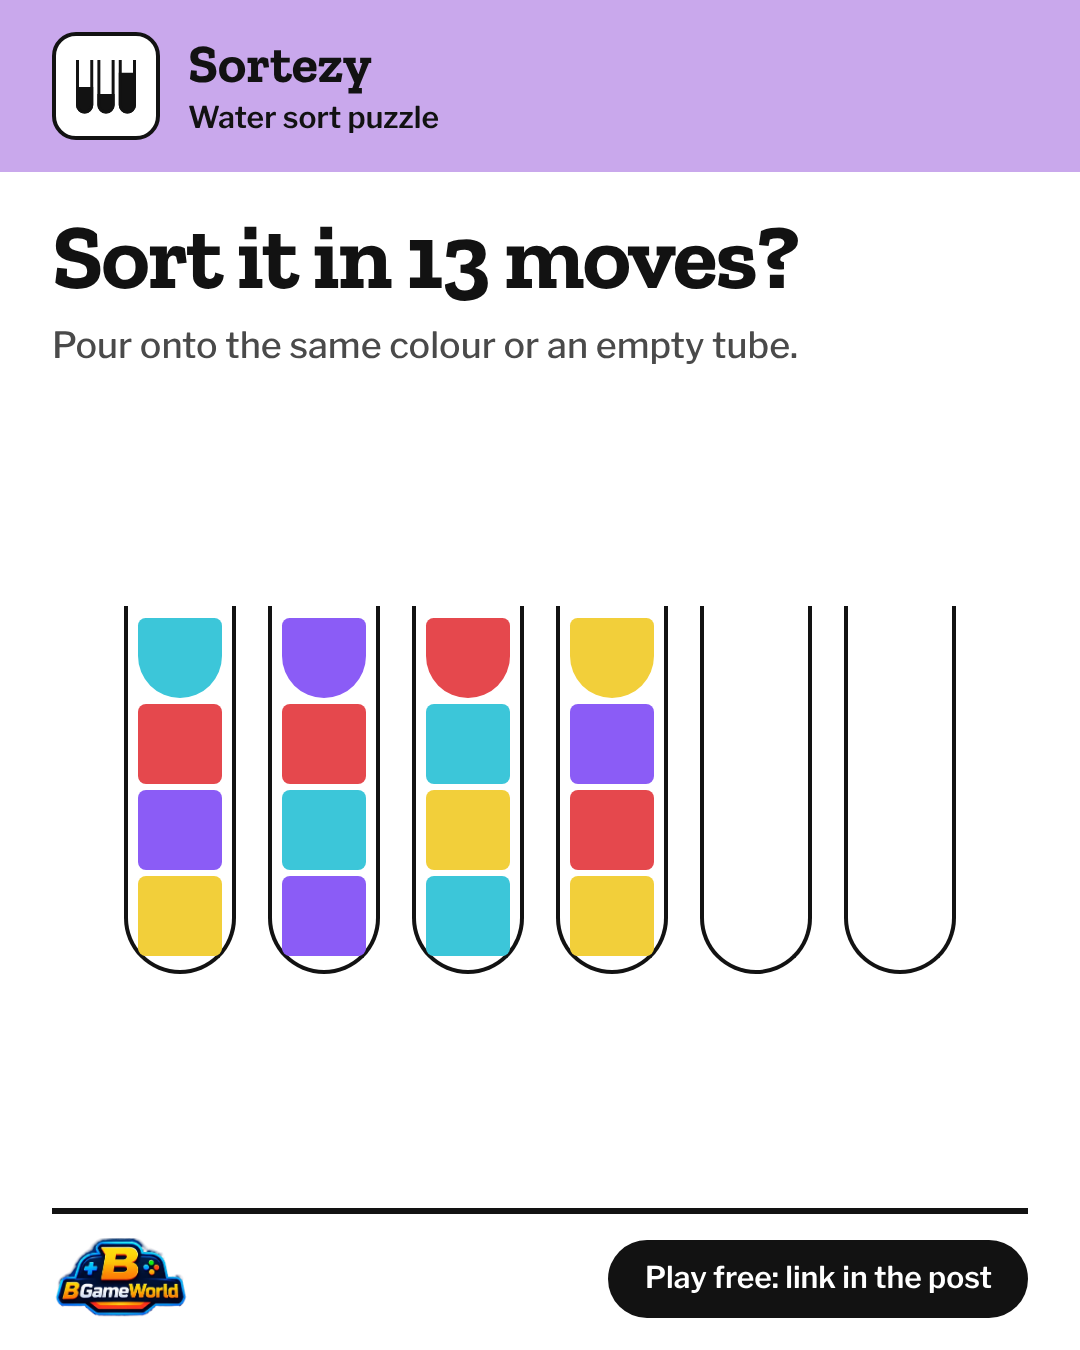 Sortezy
Water sort puzzle
Sort it in 13 moves?
Pour onto the same colour or an empty tube.
B
BGameWorld
Play free: link in the post